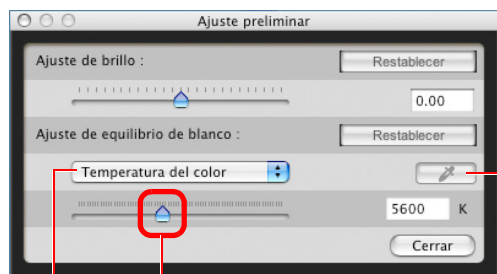 Ajuste preliminar
Ajuste de brillo : Restablecer
0.00
Ajuste de equilibrio de blanco : Restablecer
Temperatura del color
5600 K
Cerrar